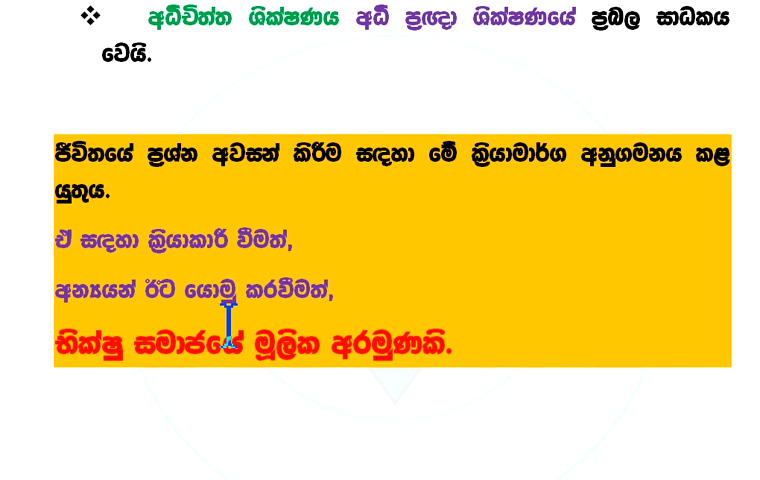 ❖ අධිචිත්ත ශික්ෂණය අධි ප්‍රඥා ශික්ෂණයේ ප්‍රබල සාධකය
වෙයි.
ජීවිතයේ ප්‍රශ්න අවසන් කිරීම සඳහා මේ ක්‍රියාමාර්ග අනුගමනය කළ
යුතුය.
ඒ සඳහා ක්‍රියාකාරී වීමත්,
අන්‍යයන් ඊට යොමු කරවීමත්,
භික්ෂු සමාජයේ මූලික අරමුණකි.